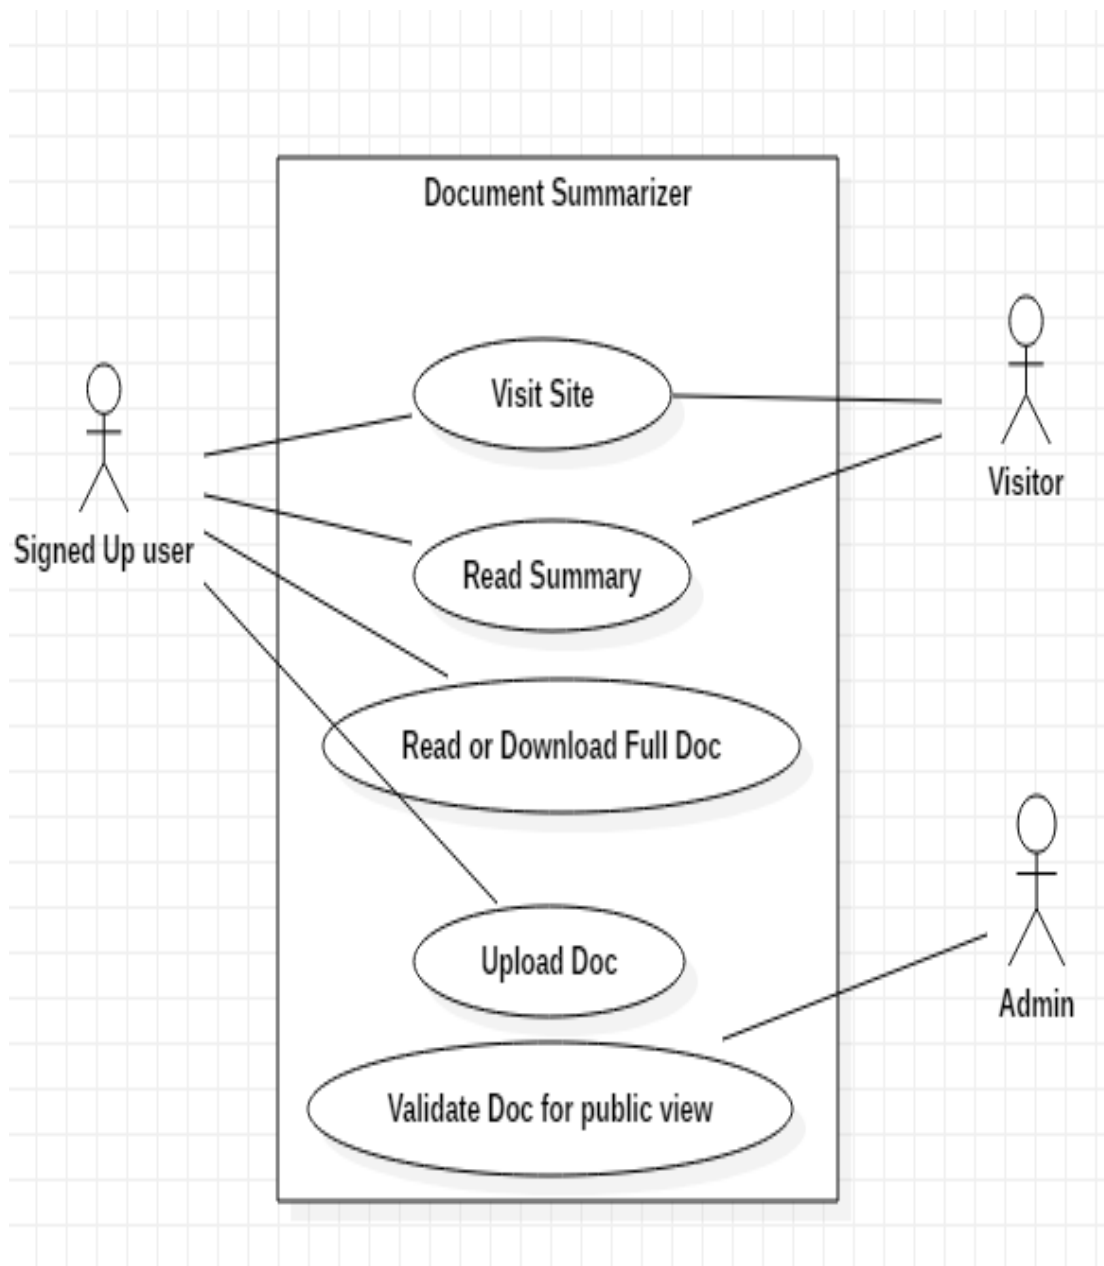 Document Summarizer
Visit Site
Visitor
Signed Up user
Read Summary
Read or Download Full Doc
Upload Doc
Admin
Validate Doc for public view